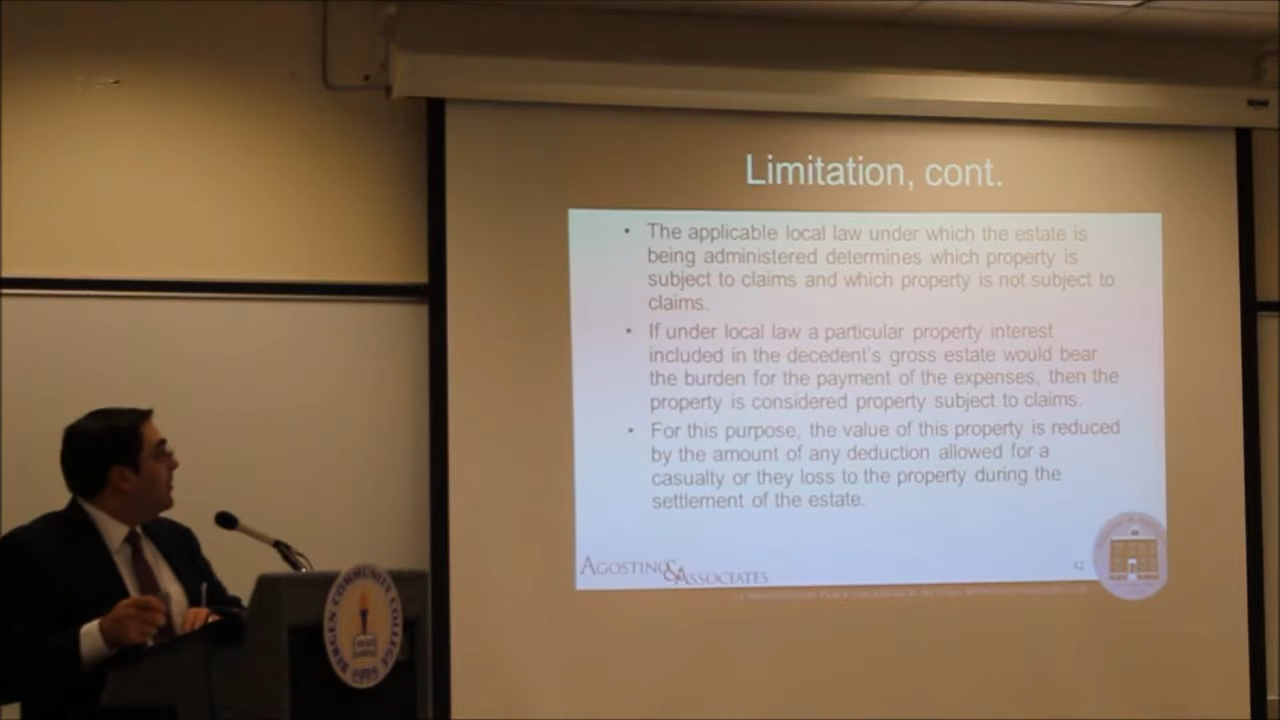 Limitation, cont.
• The applicable local law under which the estate is
being administered determines which property is
subject to claims and which property is not subject to
claims.
• If under local law a particular property interest
included in the decedent's gross estate would bear
the burden for the payment of the expenses, then the
property is considered property subject to claims.
• For this purpose, the value of this property is reduced
by the amount of any deduction allowed for a
casualty or they loss to the property during the
settlement of the estate.
AGOSTINO & ASSOCIATES
42
BERGEN COMMUNITY COLLEGE